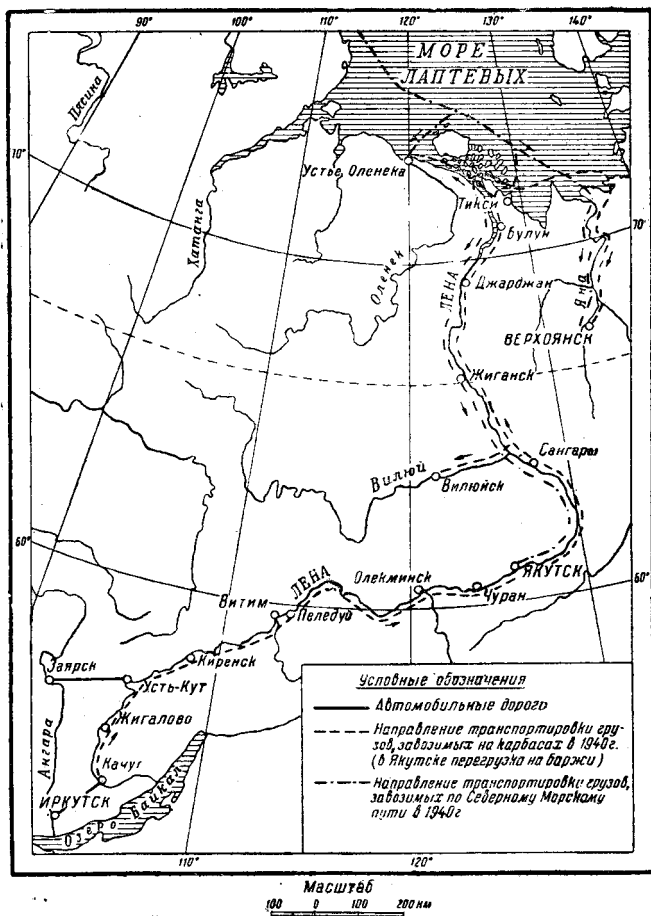 90°
100°
110°
120°
130°
140°
МОРЕ
ЛАПТЕВЫХ
Пясина
70°
Хатанга
Устье Оленека
Тикси
Булун
70°
Оленек
ЛЕНА
Джарджан
Яна
ВЕРХОЯНСК
Жиганск
Сангары
Вилюй
Вилюйск
60°
ЯКУТСК
Олекминск
Чуран
60°
ЛЕНА
Витим
Пеледуй
Киренск
Заярск
Усть-Кут
Жигалово
Ангара
Качуг
ИРКУТСК
Озеро Байкал
Условные обозначения
Автомобильные дороги
Направление транспортировки гру-
зов, завозимых на карбасах в 1940г.
(в Якутске перегрузка на баржи)
Направление транспортировки грузов,
завозимых по Северному Морскому
пути в 1940г
110°
120°
Масштаб
100 0 100 200 км